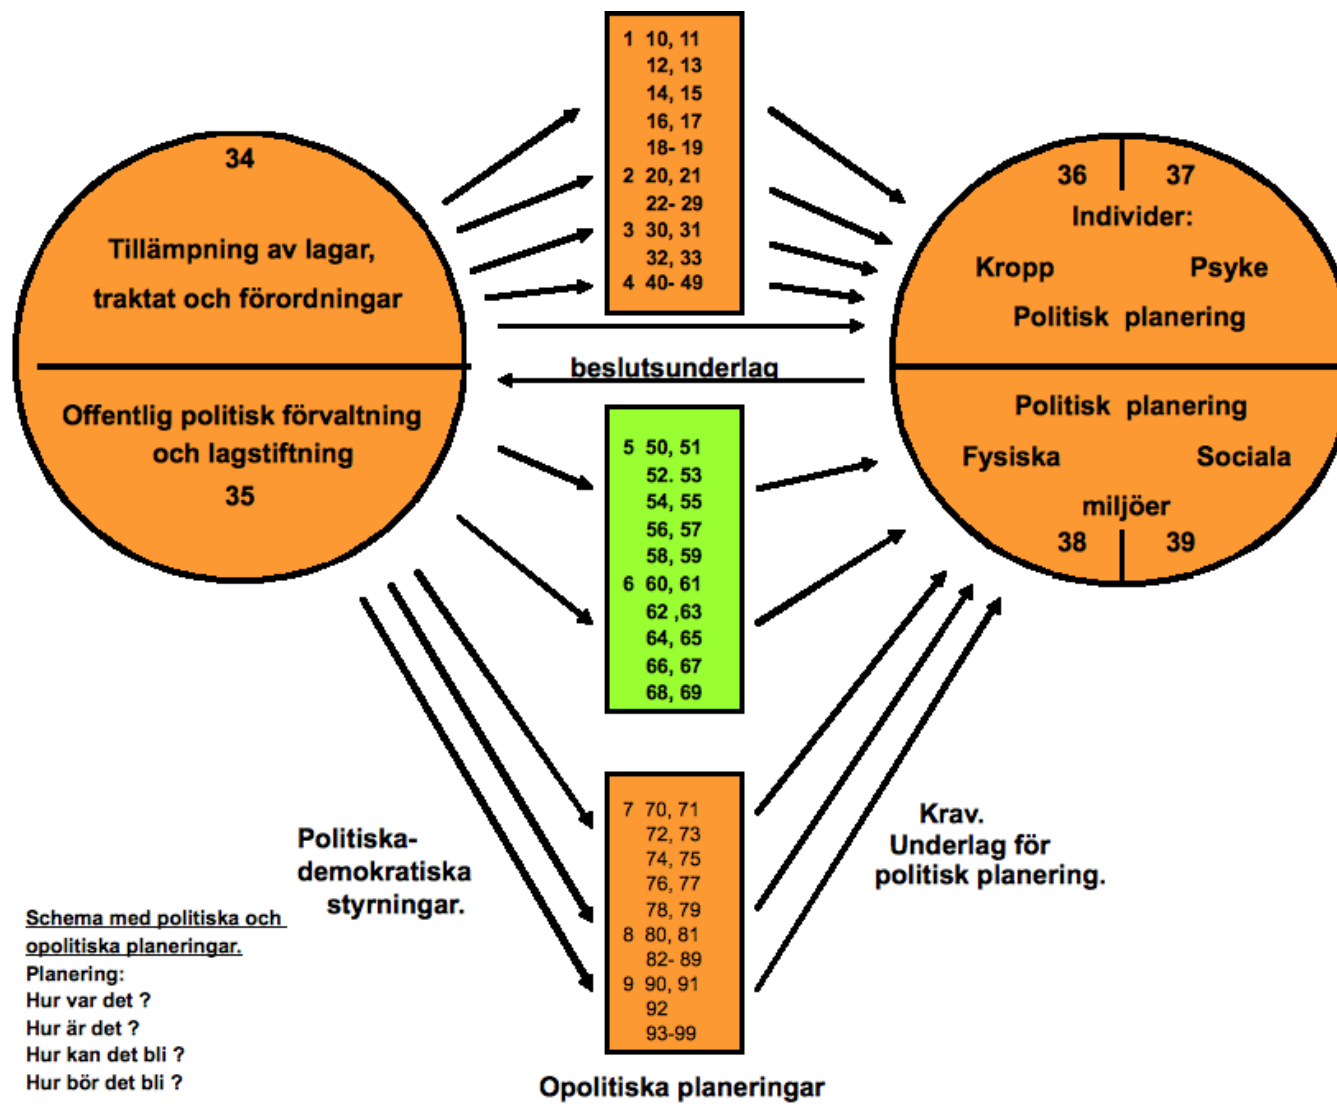 34
Tillämpning av lagar,
traktat och förordningar
Offentlig politisk förvaltning
och lagstiftning
35
1 10, 11
12, 13
14, 15
16, 17
18- 19
2 20, 21
22- 29
3 30, 31
32, 33
4 40- 49
beslutsunderlag
5 50, 51
52. 53
54, 55
56, 57
58, 59
6 60, 61
62 ,63
64, 65
66, 67
68, 69
7 70, 71
72, 73
74, 75
76, 77
78, 79
8 80, 81
82- 89
9 90, 91
92
93-99
Opolitiska planeringar
36 37
Individer:
Kropp Psyke
Politisk planering
Politisk planering
Fysiska Sociala
miljöer
38 39
Politiska-
demokratiska
styrningar.
Krav.
Underlag för
politisk planering.
Schema med politiska och
opolitiska planeringar.
Planering:
Hur var det ?
Hur är det ?
Hur kan det bli ?
Hur bör det bli ?